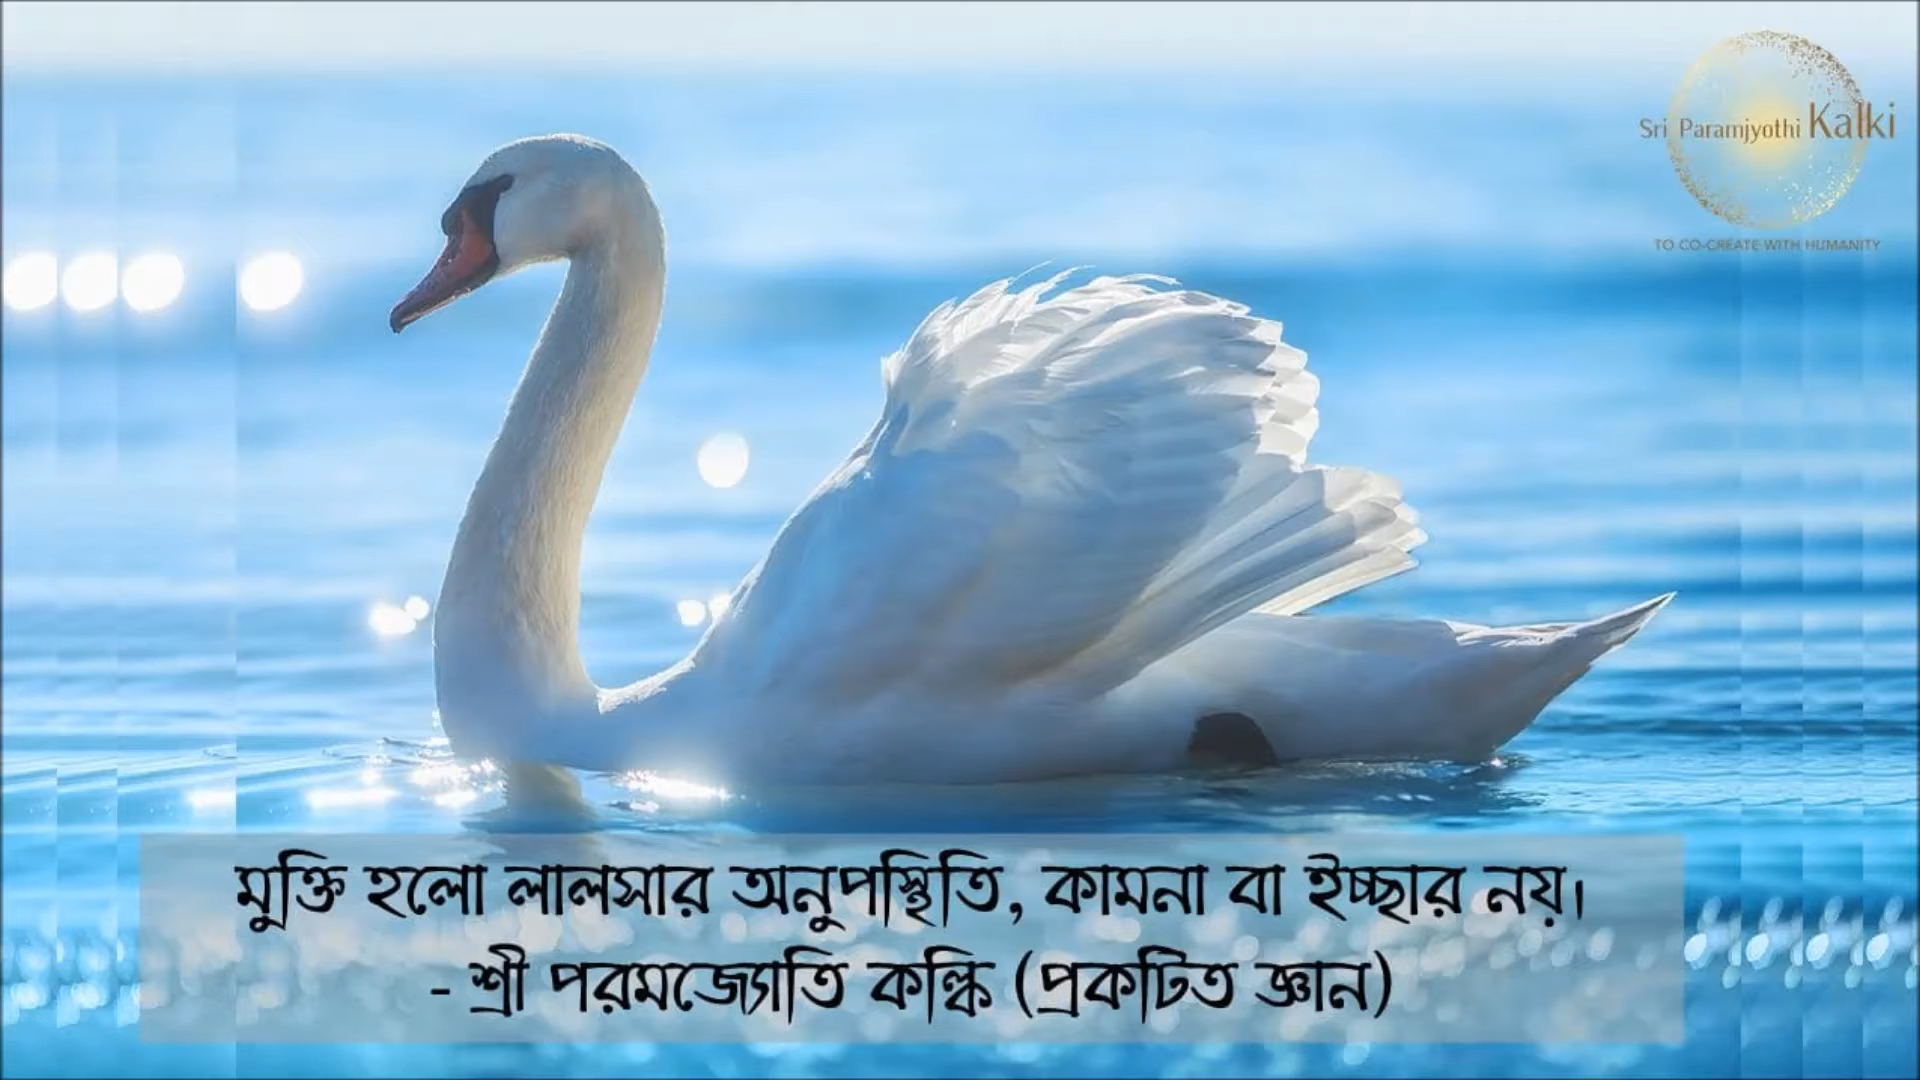 Sri Paramjyothi Kalki
TO CO-CREATE WITH HUMANITY
মুক্তি হলো লালসার অনুপস্থিতি, কামনা বা ইচ্ছার নয়।
- শ্রী পরমজ্যোতি কল্কি (প্রকটিত জ্ঞান)